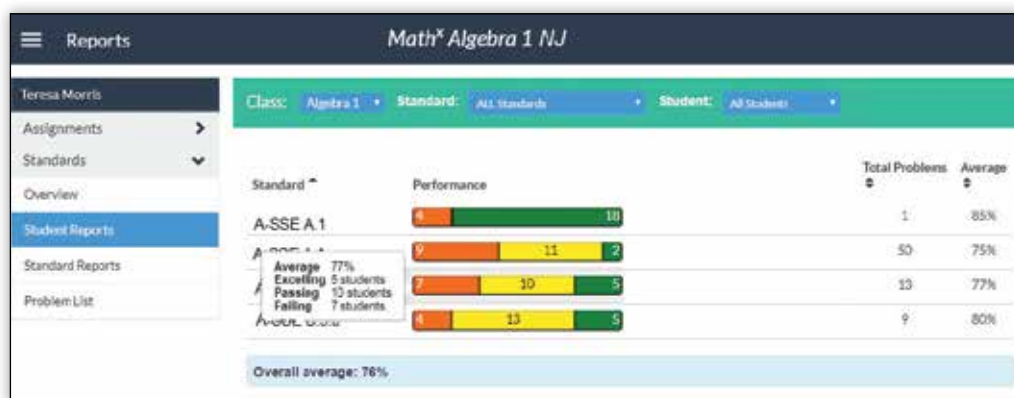 Reports
Math^x Algebra 1 NJ
Teresa Morris
Assignments
Standards
Overview
Student Reports
Standard Reports
Problem List
Class: Algebra 1 Standard: ALL Standards Student: All Students
Standard Performance Total Problems Average
A-SSE A.1 4 18 1 85%
9 11 2 50 75%
7 10 5 13 77%
4 13 5 9 80%
Average 77%
Excelling 5 students
Passing 10 students
Failing 7 students
Overall average: 76%